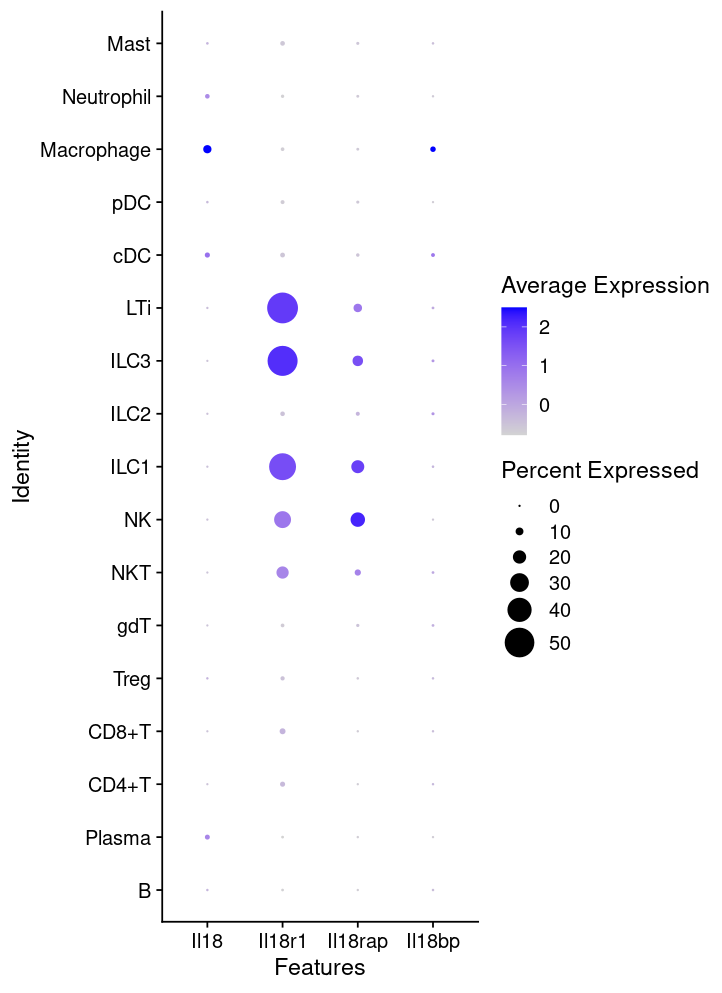 Mast
Neutrophil
Macrophage
pDC
cDC
LTi
ILC3
ILC2
ILC1
NK
NKT
gdT
Treg
CD8+T
CD4+T
Plasma
B
Identity
Il18 Il18r1 Il18rap Il18bp
Features
Average Expression
2
1
0
Percent Expressed
0
10
20
30
40
50